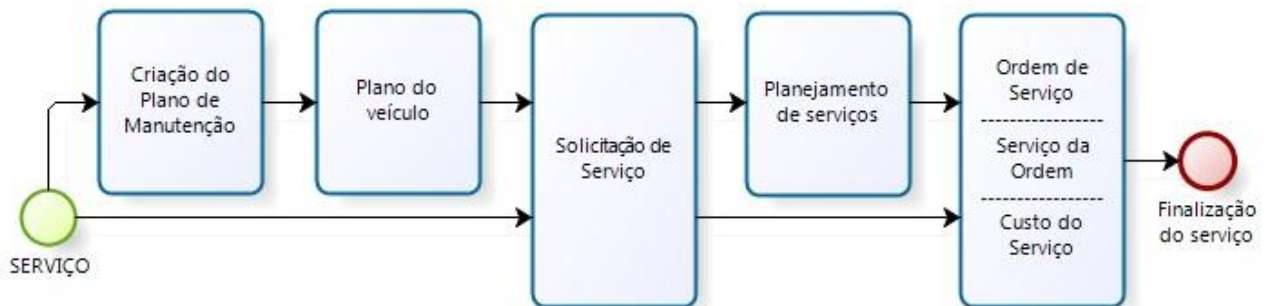 Criação do
Plano de
Manutenção
Plano do
veículo
Solicitação de
Serviço
Planejamento
de serviços
Ordem de
Serviço
Serviço da
Ordem
Custo do
Serviço
SERVIÇO
Finalização
do serviço